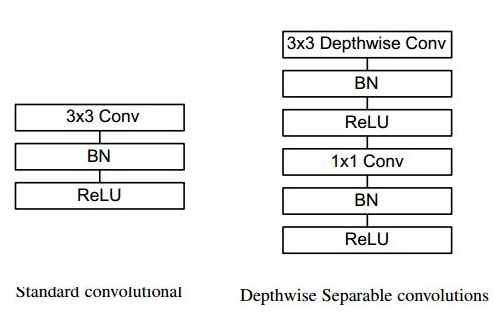 3x3 Conv
BN
ReLU
Standard convolutional
3x3 Depthwise Conv
BN
ReLU
1x1 Conv
BN
ReLU
Depthwise Separable convolutions